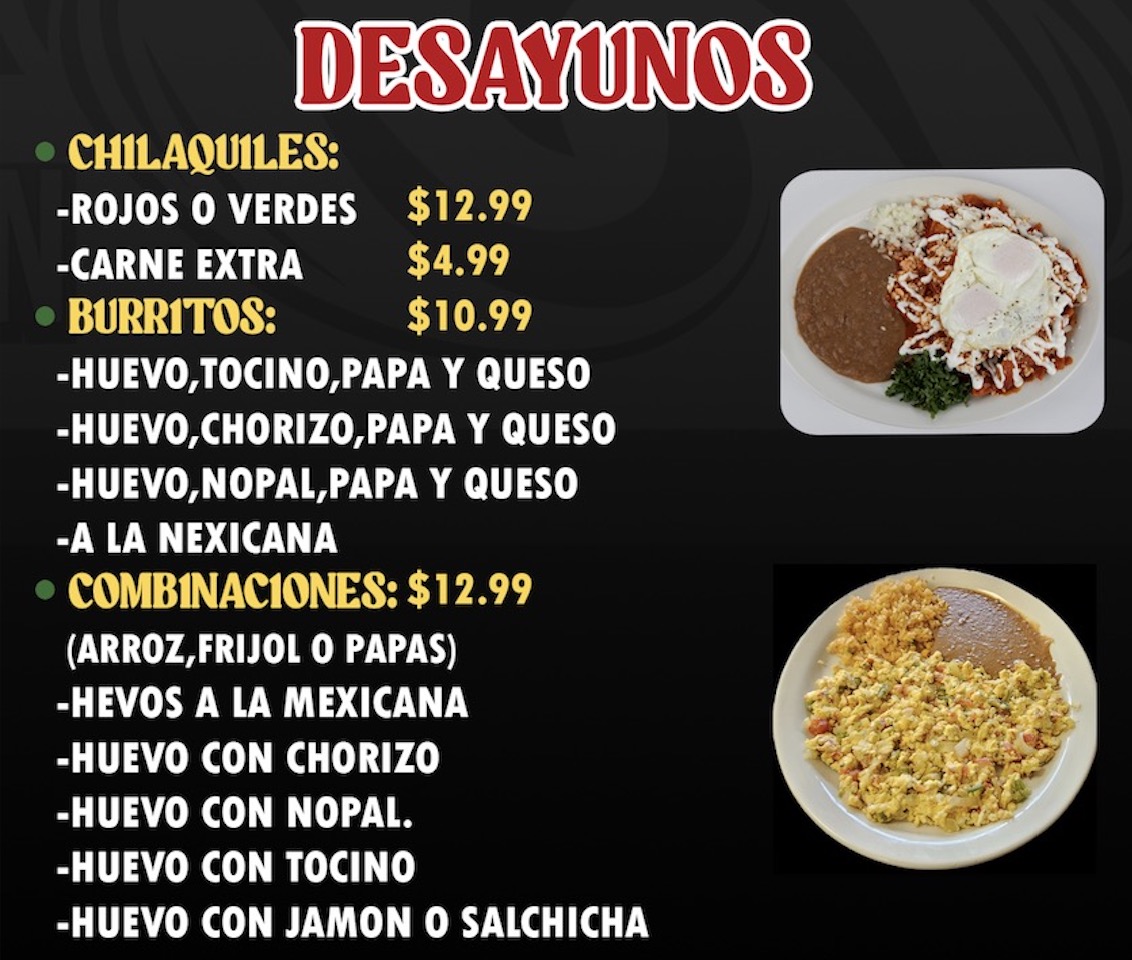 DESAYUNOS
CHILAQUILES:
-ROJOS O VERDES $12.99
-CARNE EXTRA $4.99
BURRITOS: $10.99
-HUEVO,TOCINO,PAPA Y QUESO
-HUEVO,CHORIZO,PAPA Y QUESO
-HUEVO,NOPAL,PAPA Y QUESO
-A LA NEXICANA
COMBINACIONES: $12.99
(ARROZ,FRIJOL O PAPAS)
-HEVOS A LA MEXICANA
-HUEVO CON CHORIZO
-HUEVO CON NOPAL.
-HUEVO CON TOCINO
-HUEVO CON JAMON O SALCHICHA